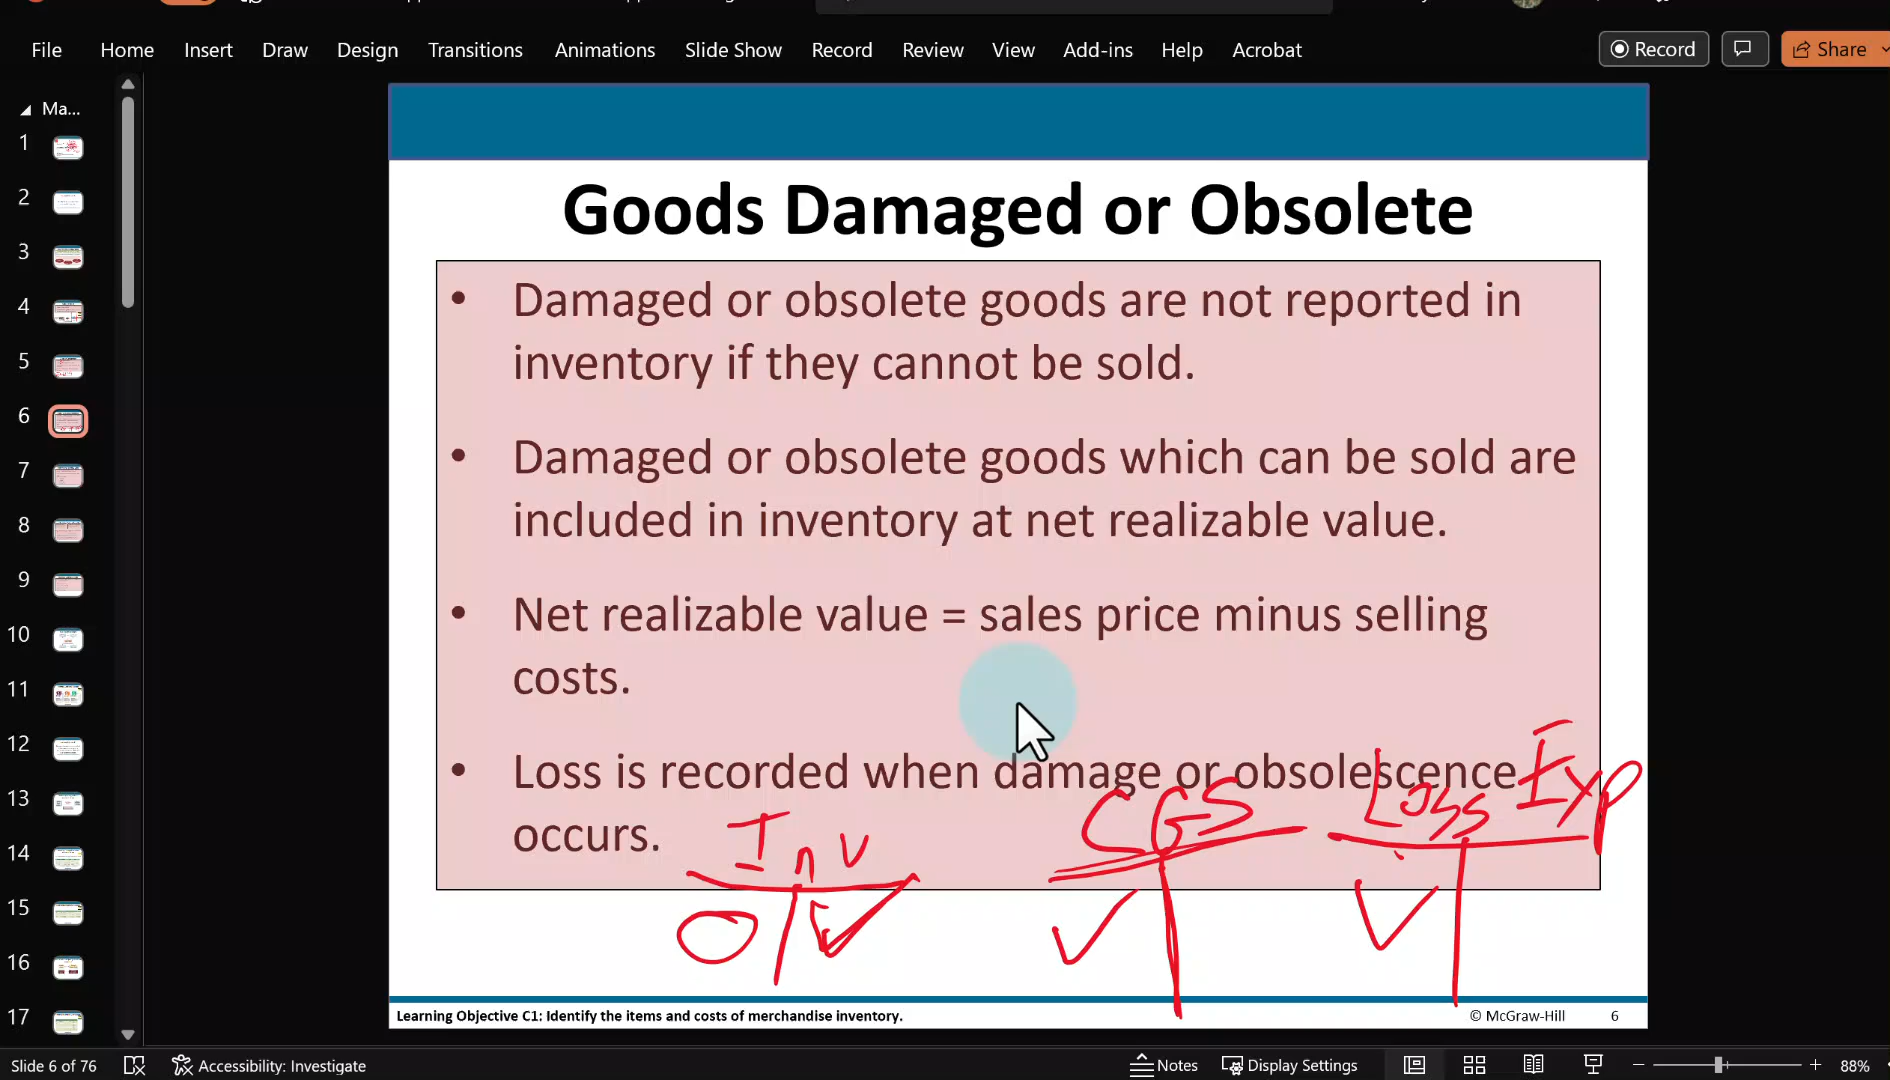 File Home Insert Draw Design Transitions Animations Slide Show Record Review View Add-ins Help Acrobat Record Share
Ma...
1
2
3
4
5
6
7
8
9
10
11
12
13
14
15
16
17
Goods Damaged or Obsolete
• Damaged or obsolete goods are not reported in
inventory if they cannot be sold.
• Damaged or obsolete goods which can be sold are
included in inventory at net realizable value.
• Net realizable value = sales price minus selling
costs.
• Loss is recorded when damage or obsolescence
occurs.
Inv
CGS
Loss Exp
Learning Objective C1: Identify the items and costs of merchandise inventory.
© McGraw-Hill 6
Slide 6 of 76 Accessibility: Investigate Notes Display Settings 88%